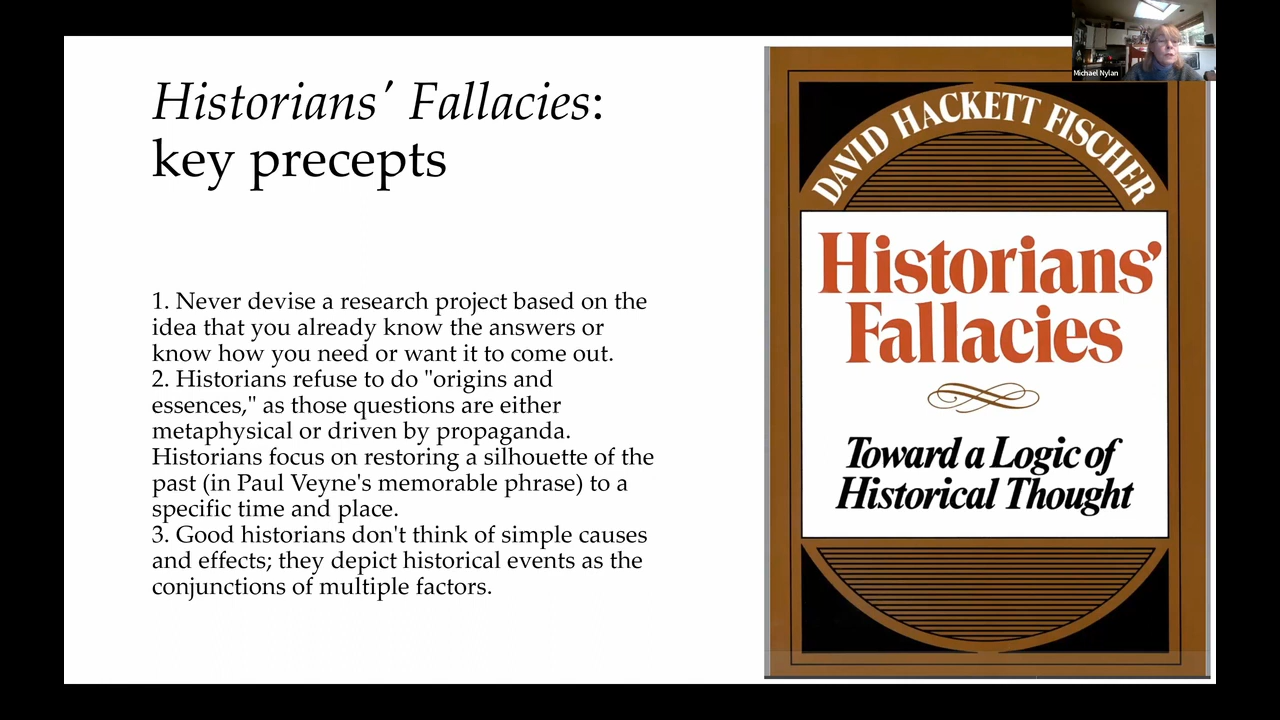 Historians' Fallacies:
key precepts
1. Never devise a research project based on the
idea that you already know the answers or
know how you need or want it to come out.
2. Historians refuse to do "origins and
essences," as those questions are either
metaphysical or driven by propaganda.
Historians focus on restoring a silhouette of the
past (in Paul Veyne's memorable phrase) to a
specific time and place.
3. Good historians don't think of simple causes
and effects; they depict historical events as the
conjunctions of multiple factors.
DAVID HACKETT FISCHER
Historians'
Fallacies
Toward a Logic of
Historical Thought
Michael Nylan